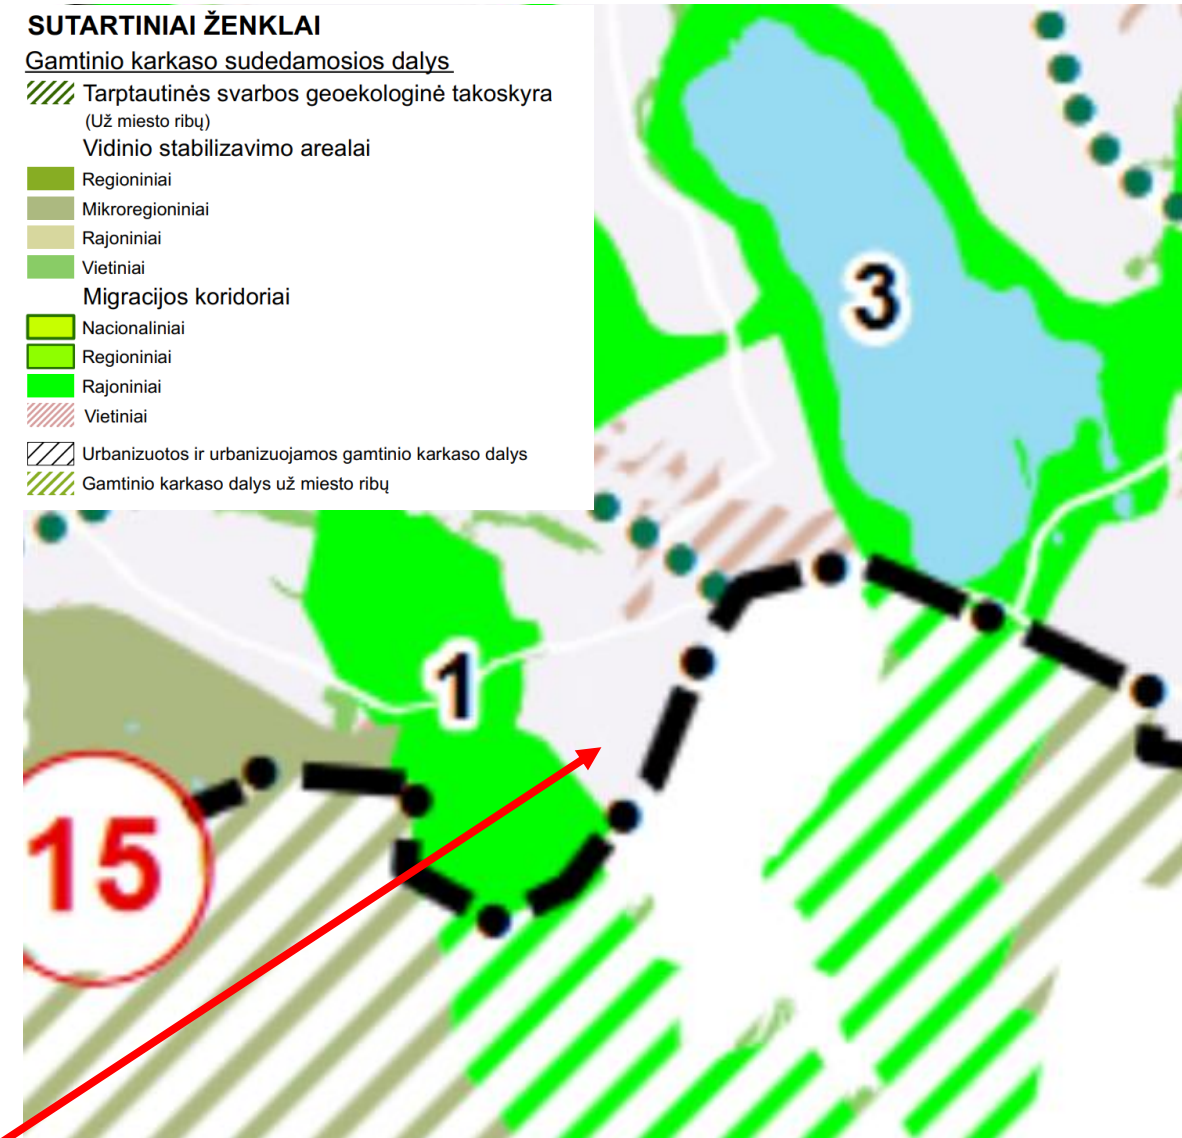 SUTARTINIAI ŽENKLAI
Gamtinio karkaso sudedamosios dalys
Tarptautinės svarbos geoekologinė takoskyra
(Už miesto ribų)
Vidinio stabilizavimo arealai
Regioniniai
Mikroregioniniai
Rajoniniai
Vietiniai
Migracijos koridoriai
Nacionaliniai
Regioniniai
Rajoniniai
Vietiniai
Urbanizuotos ir urbanizuojamos gamtinio karkaso dalys
Gamtinio karkaso dalys už miesto ribų
3
1
15